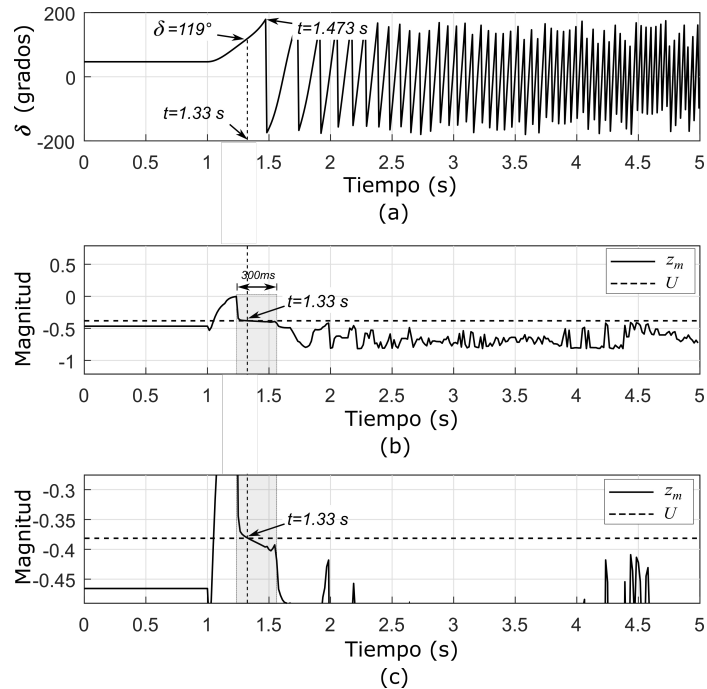 200
0
-200
δ (grados)
δ=119°
t=1.473 s
t=1.33 s
0 0.5 1 1.5 2 2.5 3 3.5 4 4.5 5
Tiempo (s)
(a)
0.5
0
-0.5
-1
Magnitud
300ms
t=1.33 s
zm
U
0 0.5 1 1.5 2 2.5 3 3.5 4 4.5 5
Tiempo (s)
(b)
-0.3
-0.35
-0.4
-0.45
Magnitud
t=1.33 s
zm
U
0 0.5 1 1.5 2 2.5 3 3.5 4 4.5 5
Tiempo (s)
(c)